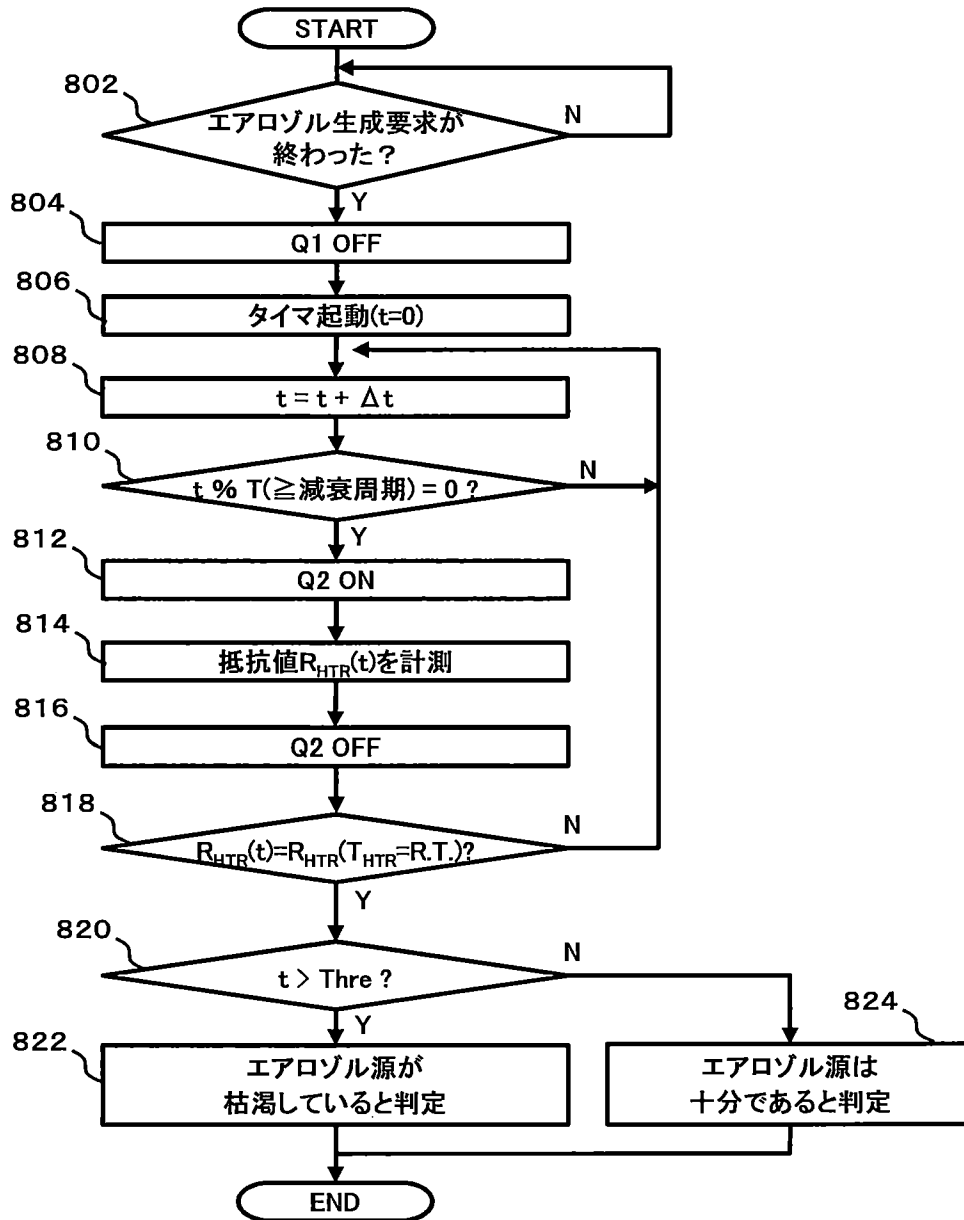 START
802
エアロゾル生成要求が
終わった？
N
Y
804
Q1 OFF
806
タイマ起動(t=0)
808
t = t + Δt
810
t % T(≧減衰周期) = 0 ?
N
Y
812
Q2 ON
814
抵抗値RHTR(t)を計測
816
Q2 OFF
818
RHTR(t)=RHTR(THTR=R.T.)?
N
Y
820
t > Thre ?
N
Y
822
エアロゾル源が
枯渇していると判定
824
エアロゾル源は
十分であると判定
END